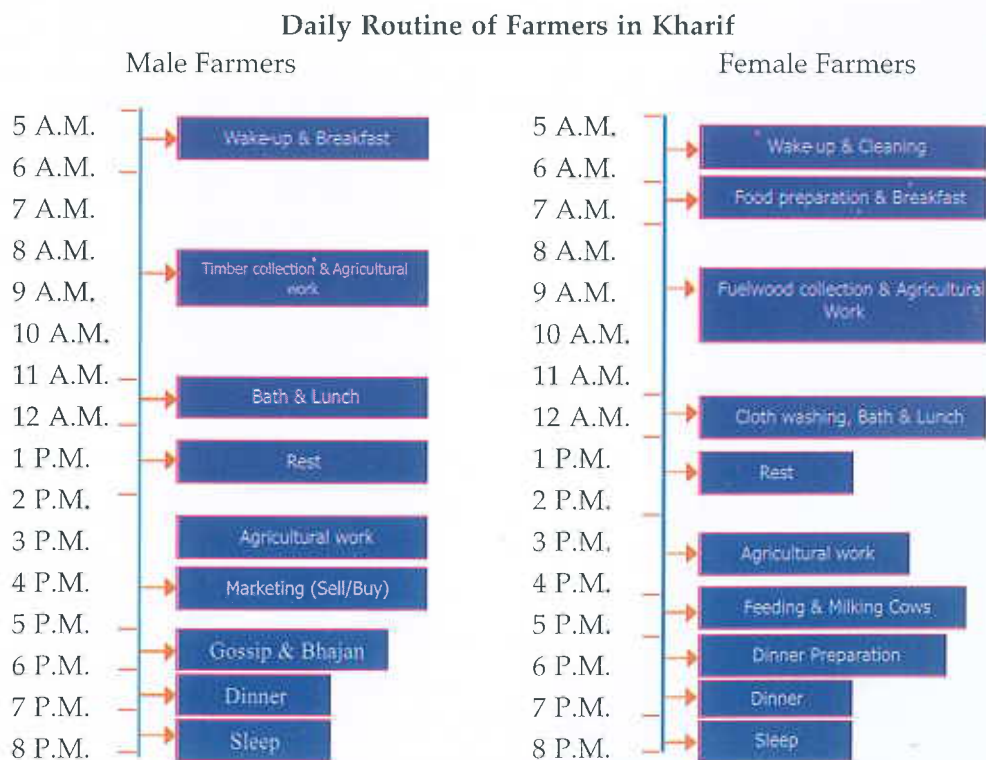 Daily Routine of Farmers in Kharif
Male Farmers
5 A.M.
Wake-up & Breakfast
6 A.M.
7 A.M.
8 A.M.
Timber collection & Agricultural
work
9 A.M.
10 A.M.
11 A.M.
Bath & Lunch
12 A.M.
1 P.M.
Rest
2 P.M.
3 P.M.
Agricultural work
4 P.M.
Marketing (Sell/Buy)
5 P.M.
Gossip & Bhajan
6 P.M.
Dinner
7 P.M.
Sleep
8 P.M.
Female Farmers
5 A.M.
Wake-up & Cleaning
6 A.M.
Food preparation & Breakfast
7 A.M.
8 A.M.
Fuelwood collection & Agricultural
Work
9 A.M.
10 A.M.
11 A.M.
12 A.M.
Cloth washing, Bath & Lunch
1 P.M.
Rest
2 P.M.
3 P.M.
Agricultural work
4 P.M.
Feeding & Milking Cows
5 P.M.
Dinner Preparation
6 P.M.
Dinner
7 P.M.
Sleep
8 P.M.